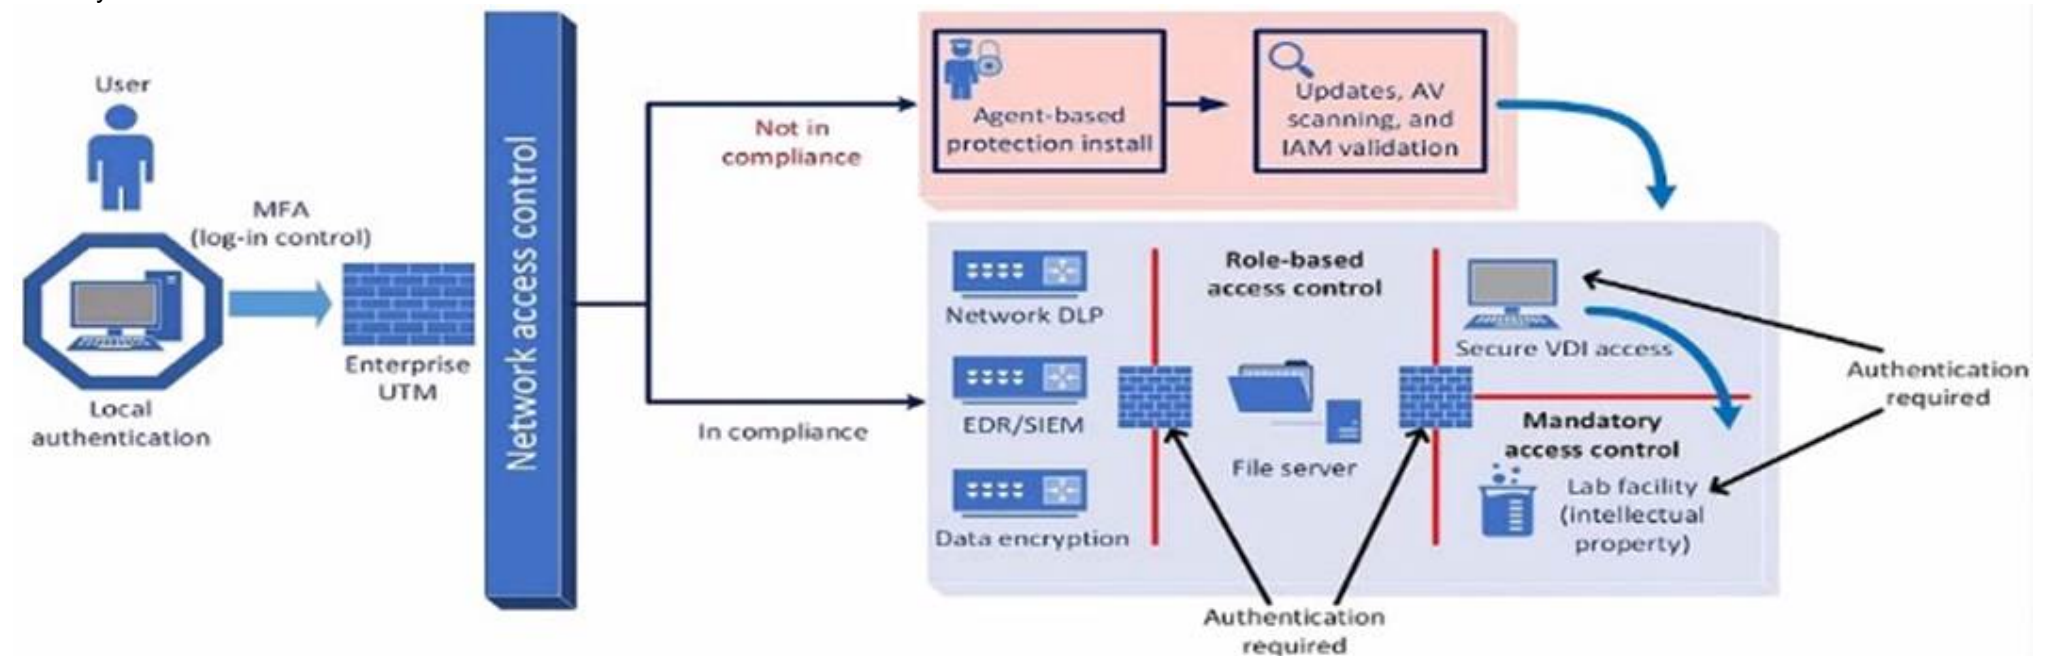 User
MFA
(log-in control)
Enterprise
UTM
Local
authentication
Network access control
Not in
compliance
In compliance
Agent-based
protection install
Updates, AV
scanning, and
IAM validation
Network DLP
EDR/SIEM
Data encryption
Role-based
access control
File server
Secure VDI access
Mandatory
access control
Lab facility
(intellectual
property)
Authentication
required
Authentication
required